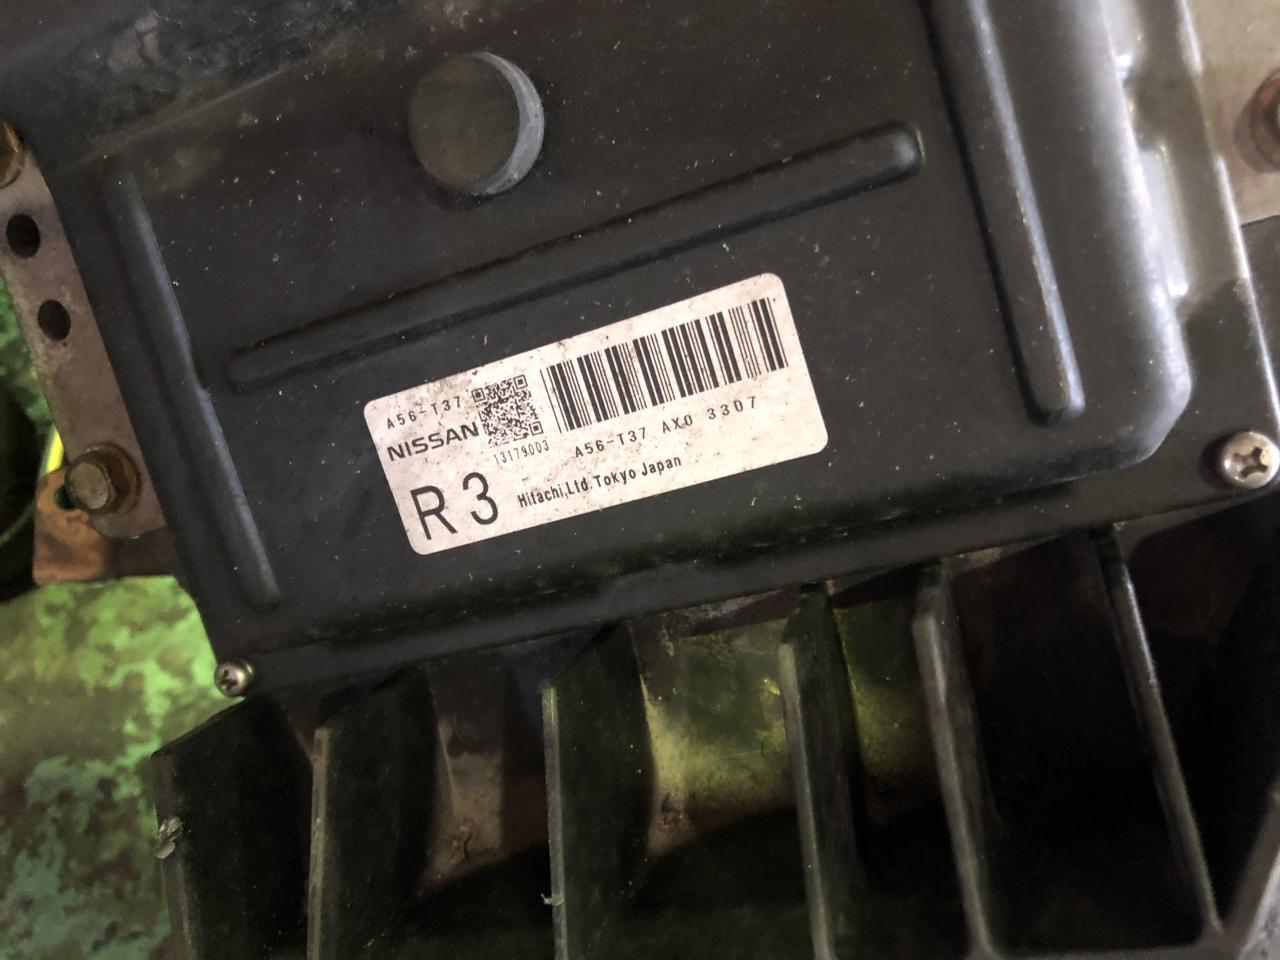 A56-T37
NISSAN
13179003
A56-T37 AX0 3307
R3
Hitachi,Ltd.Tokyo Japan